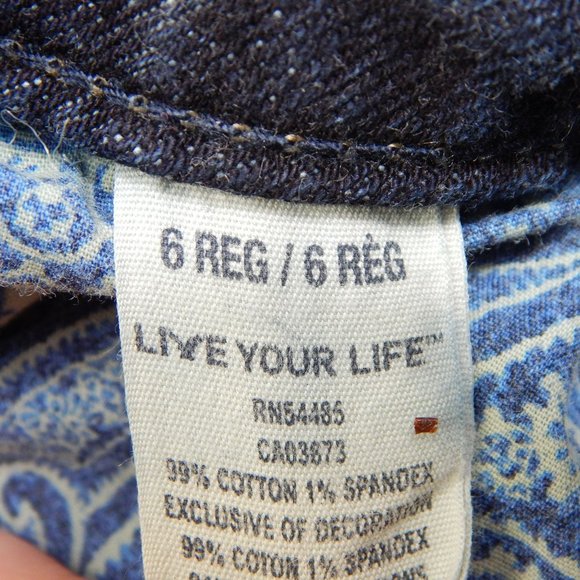 6 REG / 6 RÈG
LIVE YOUR LIFE™
RN54485
CA03873
99% COTTON 1% SPANDEX
EXCLUSIVE OF DECORATION
99% COTON 1% SPANDEX